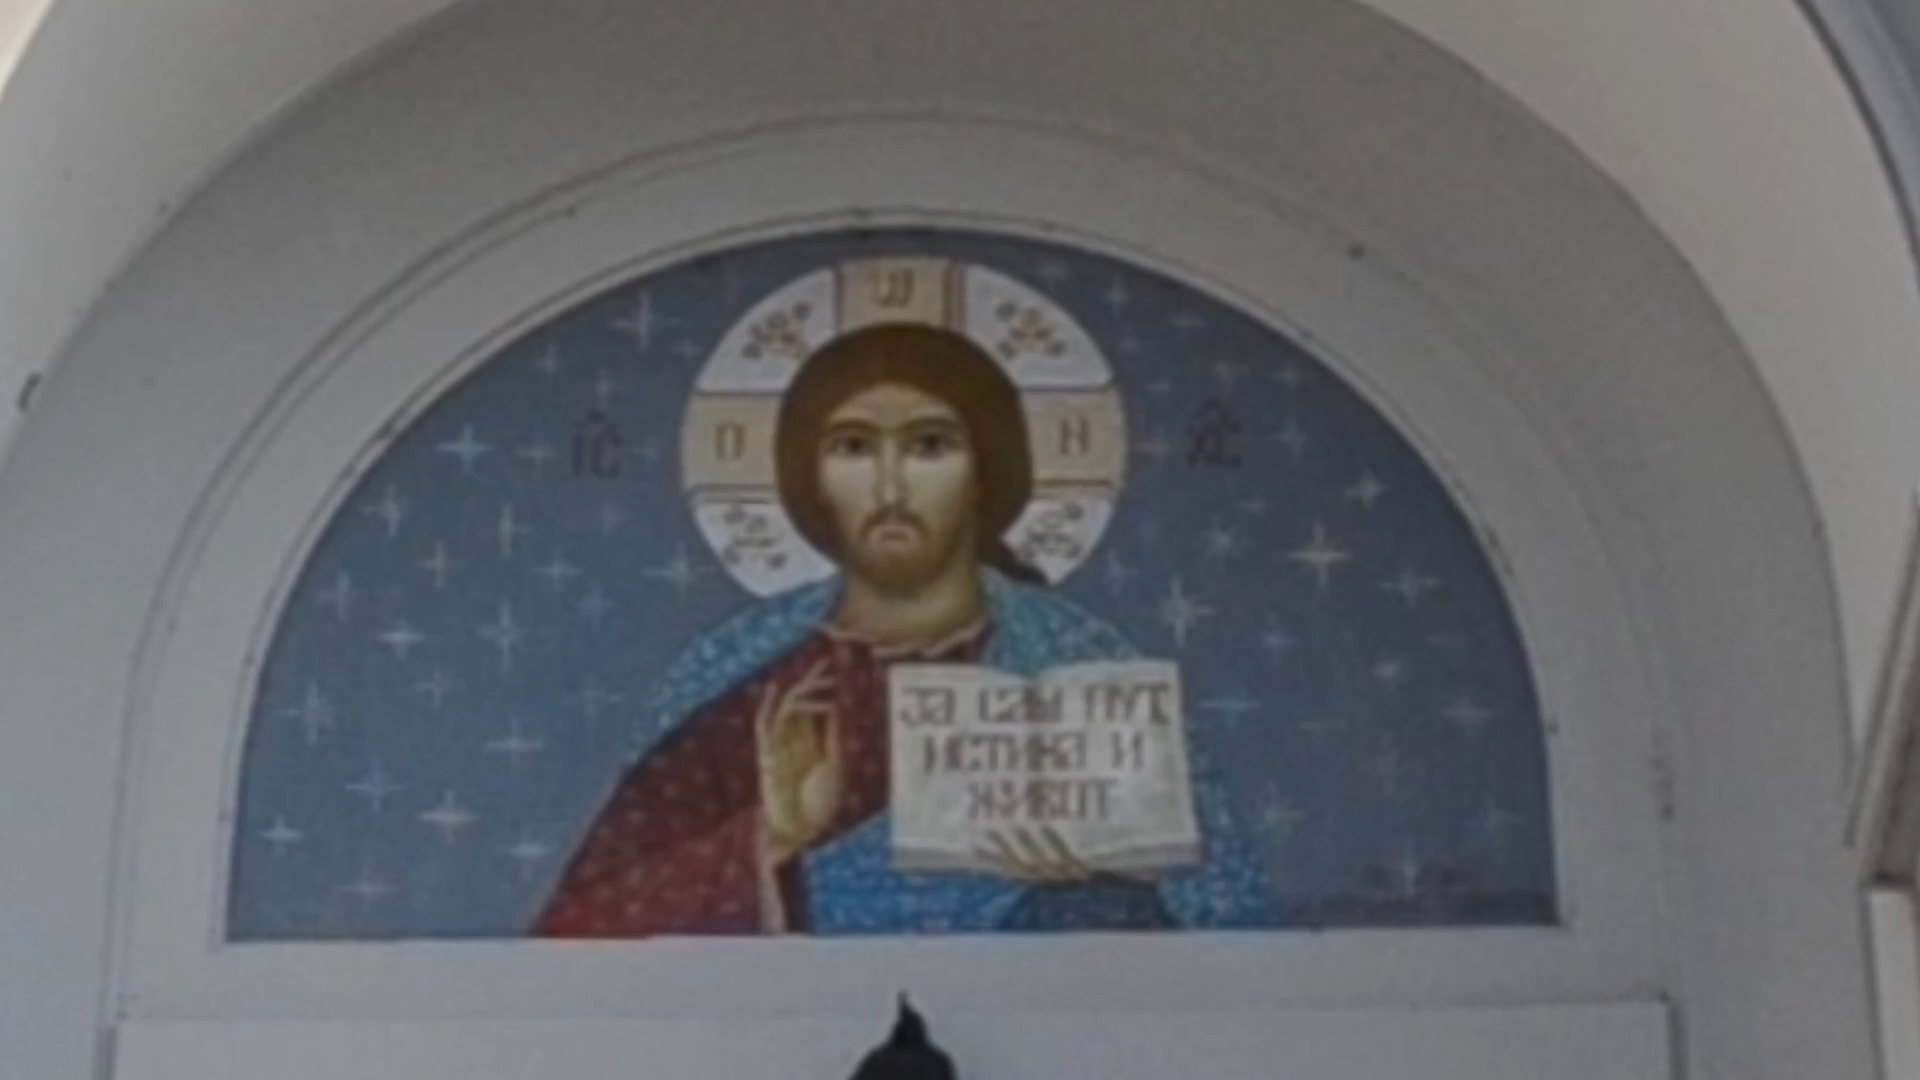 Ѡ
ІС О Н ХС
ЈА САМ ПУТ
ИСТИНА И
ЖИВОТ